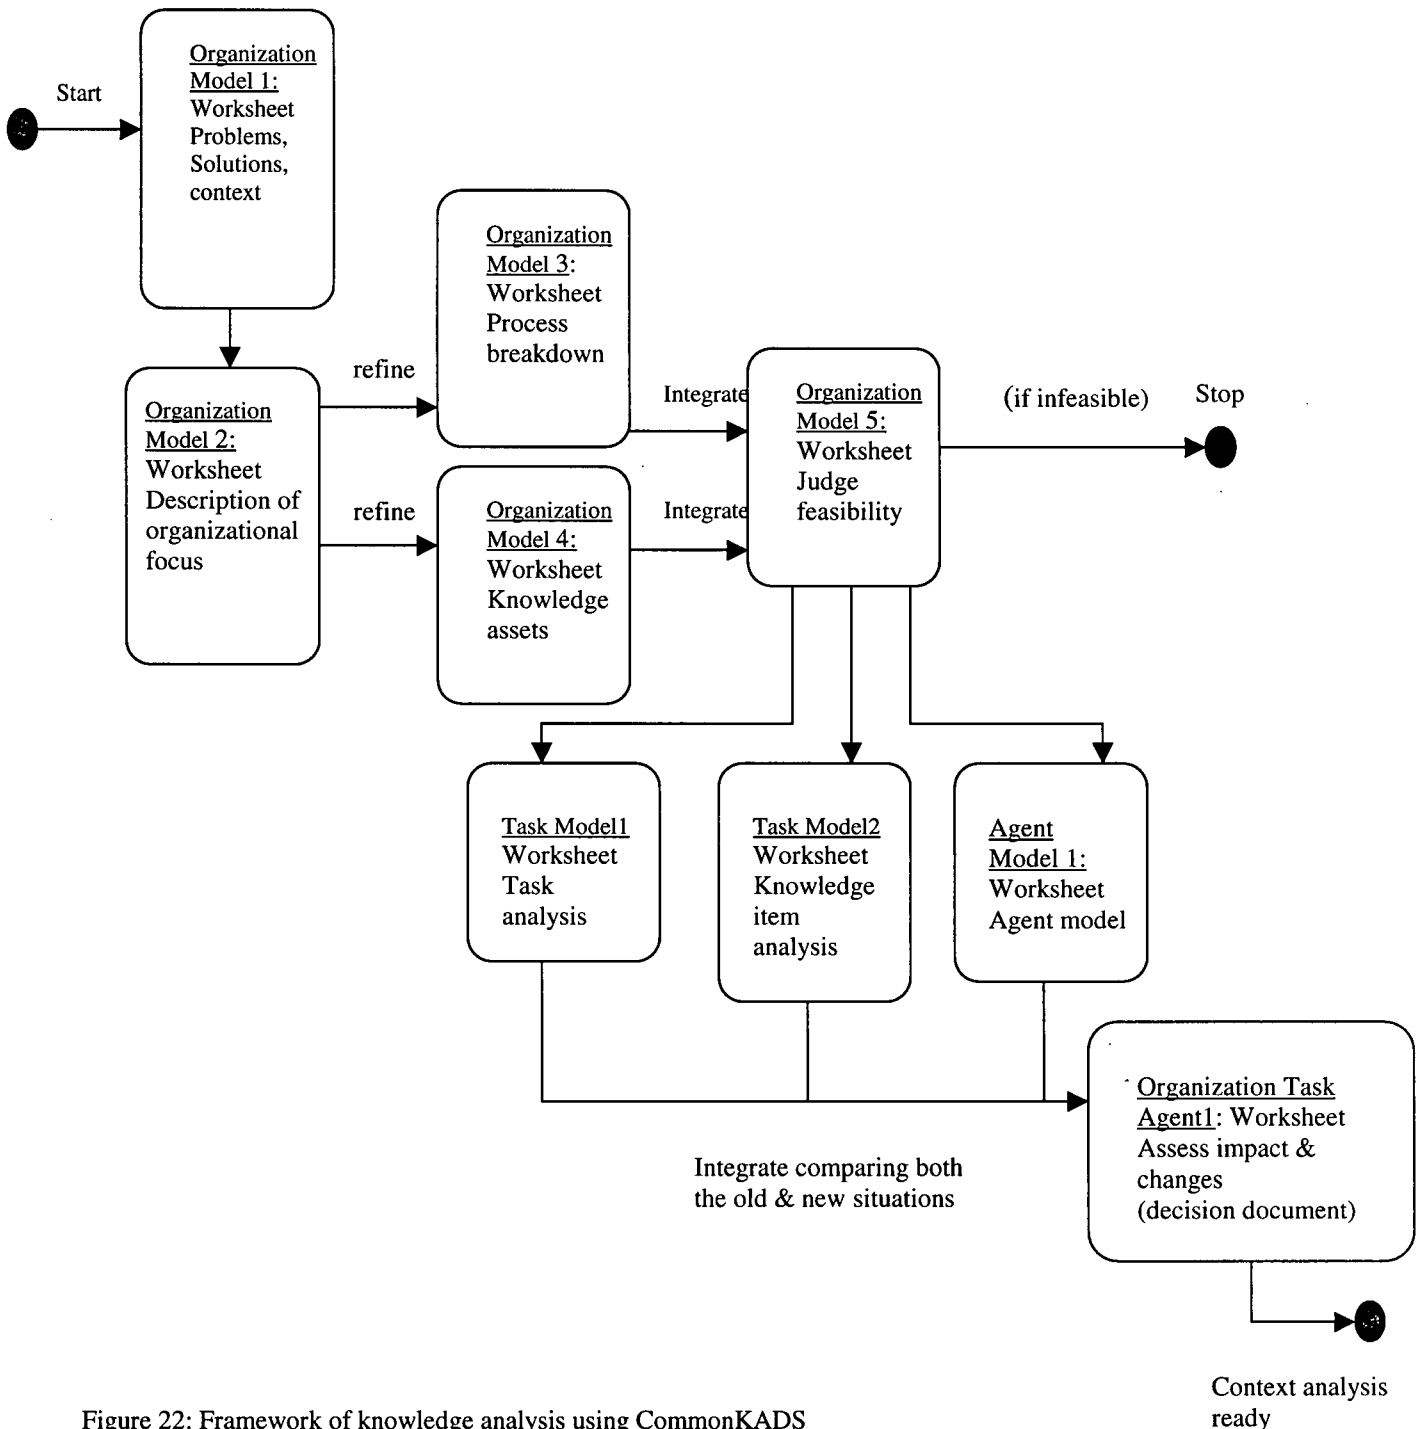 Start
Organization
Model 1:
Worksheet
Problems,
Solutions,
context
Organization
Model 2:
Worksheet
Description of
organizational
focus
refine
refine
Organization
Model 3:
Worksheet
Process
breakdown
Organization
Model 4:
Worksheet
Knowledge
assets
Integrate
Integrate
Organization
Model 5:
Worksheet
Judge
feasibility
(if infeasible)
Stop
Task Model1
Worksheet
Task
analysis
Task Model2
Worksheet
Knowledge
item
analysis
Agent
Model 1:
Worksheet
Agent model
Integrate comparing both
the old & new situations
Organization Task
Agent1: Worksheet
Assess impact &
changes
(decision document)
Context analysis
ready
Figure 22: Framework of knowledge analysis using CommonKADS